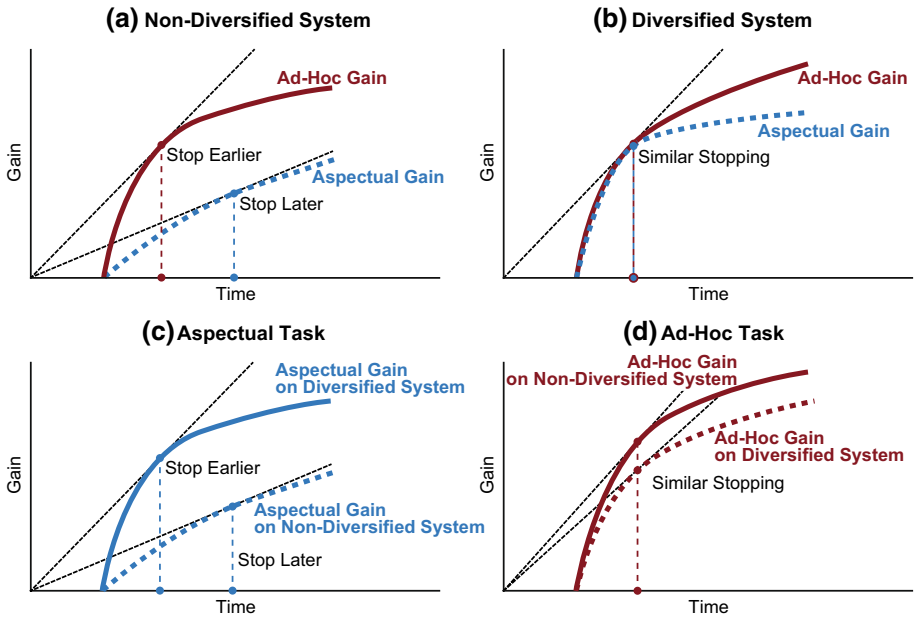 (a) Non-Diversified System
Ad-Hoc Gain
Stop Earlier
Aspectual Gain
Stop Later
Gain
Time
(b) Diversified System
Ad-Hoc Gain
Aspectual Gain
Similar Stopping
Gain
Time
(c) Aspectual Task
Aspectual Gain
on Diversified System
Stop Earlier
Aspectual Gain
on Non-Diversified System
Stop Later
Gain
Time
(d) Ad-Hoc Task
Ad-Hoc Gain
on Non-Diversified System
Ad-Hoc Gain
on Diversified System
Similar Stopping
Gain
Time